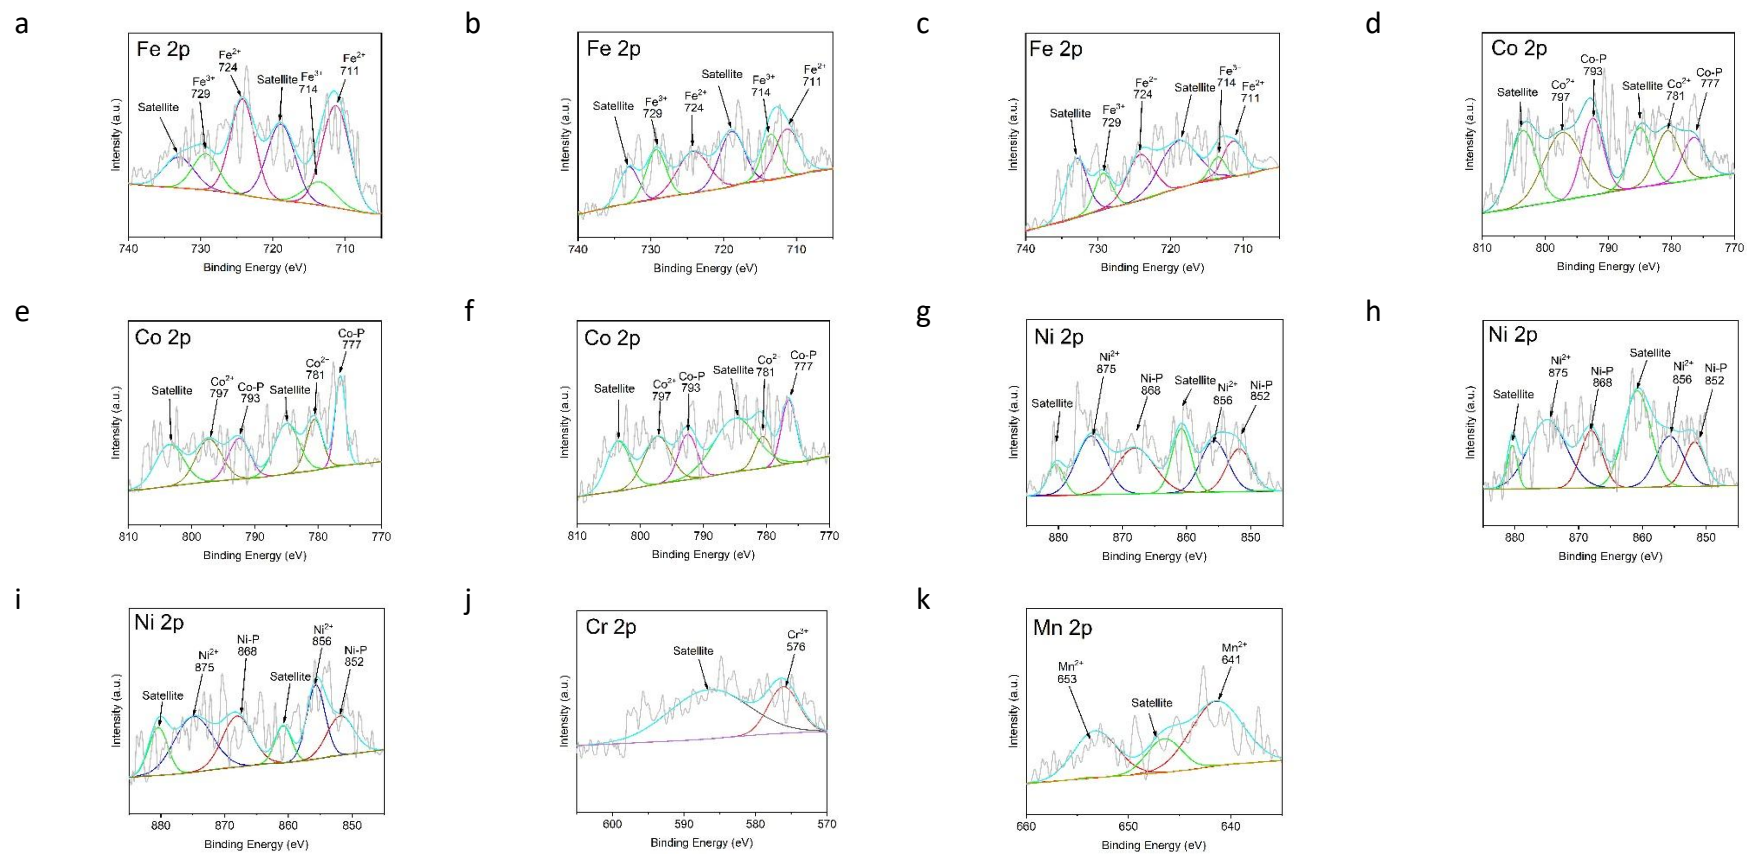 a
Fe 2p
Fe²⁺
724
Fe³⁺
729
Satellite
Satellite
Fe³⁺
714
Fe²⁺
711
Intensity (a.u.)
740 730 720 710
Binding Energy (eV)
b
Fe 2p
Satellite
Fe³⁺
729
Fe²⁺
724
Satellite
Fe³⁺
714
Fe²⁺
711
Intensity (a.u.)
740 730 720 710
Binding Energy (eV)
c
Fe 2p
Satellite
Fe³⁺
729
Fe²⁻
724
Satellite
Fe³⁻
714
Fe²⁺
711
Intensity (a.u.)
740 730 720 710
Binding Energy (eV)
d
Co 2p
Satellite
Co²⁺
797
Co-P
793
Satellite
Co²⁺
781
Co-P
777
Intensity (a.u.)
810 800 790 780 770
Binding Energy (eV)
e
Co 2p
Satellite
Co²⁺
797
Co-P
793
Satellite
Co²⁻
781
Co-P
777
Intensity (a.u.)
810 800 790 780 770
Binding Energy (eV)
f
Co 2p
Satellite
Co²⁺
797
Co-P
793
Satellite
Co²⁻
781
Co-P
777
Intensity (a.u.)
810 800 790 780 770
Binding Energy (eV)
g
Ni 2p
Satellite
Ni²⁺
875
Ni-P
868
Satellite
Ni²⁺
856
Ni-P
852
Intensity (a.u.)
880 870 860 850
Binding Energy (eV)
h
Ni 2p
Satellite
Ni²⁺
875
Ni-P
868
Satellite
Ni²⁺
856
Ni-P
852
Intensity (a.u.)
880 870 860 850
Binding Energy (eV)
i
Ni 2p
Satellite
Ni²⁺
875
Ni-P
868
Satellite
Ni²⁺
856
Ni-P
852
Intensity (a.u.)
880 870 860 850
Binding Energy (eV)
j
Cr 2p
Satellite
Cr³⁺
576
Intensity (a.u.)
600 590 580 570
Binding Energy (eV)
k
Mn 2p
Mn²⁺
653
Satellite
Mn²⁺
641
Intensity (a.u.)
660 650 640
Binding Energy (eV)